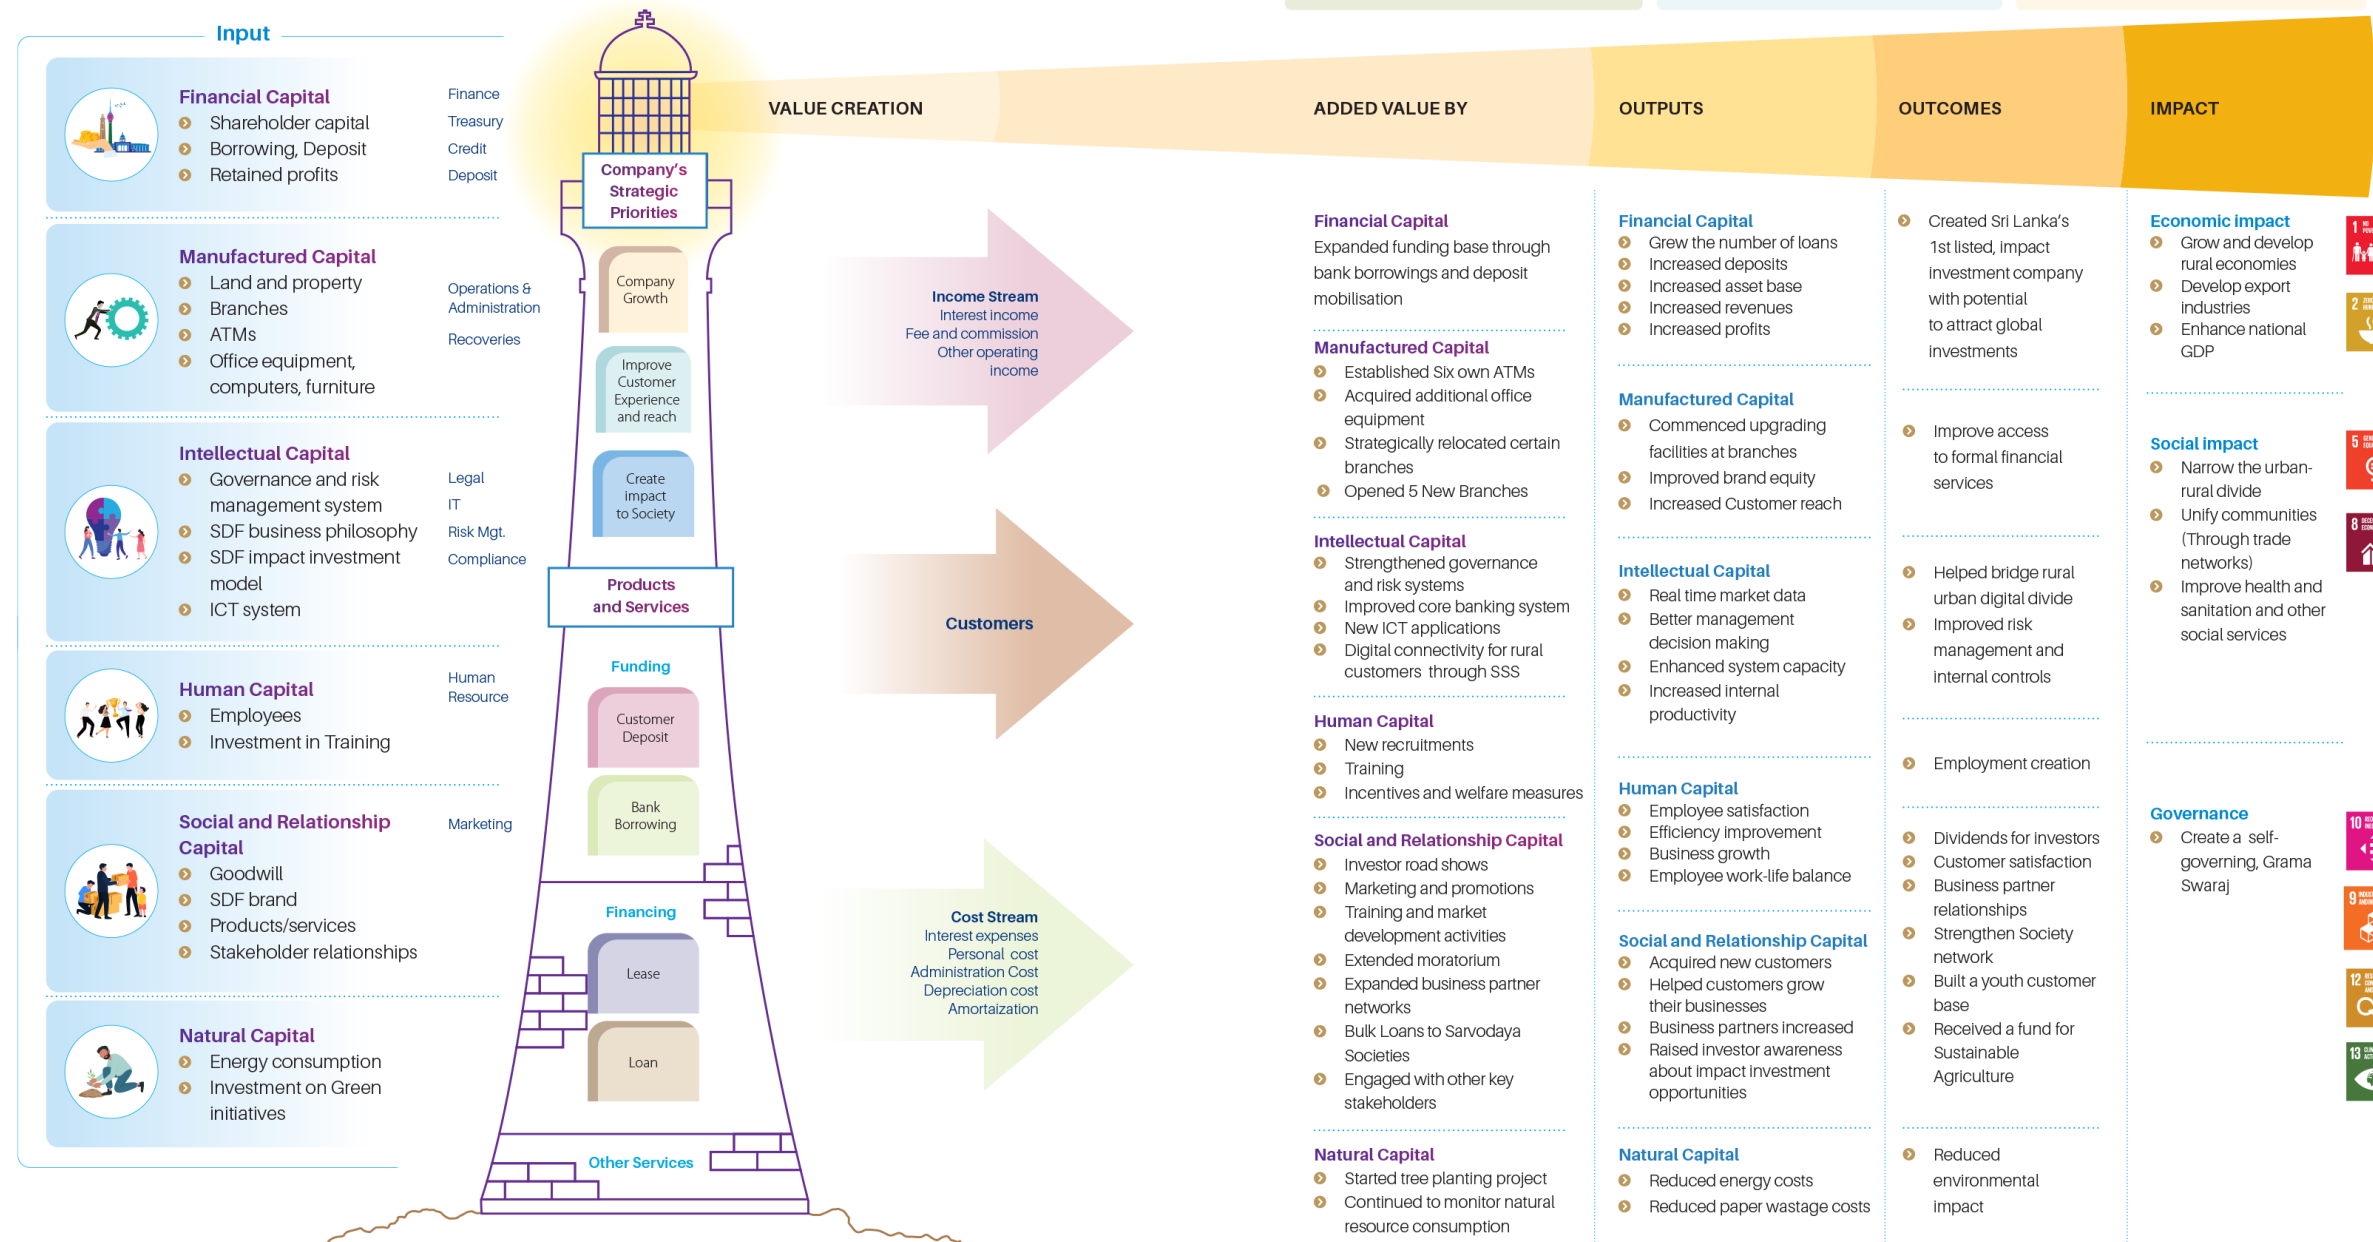 Input
Financial Capital
Shareholder capital
Borrowing, Deposit
Retained profits
Finance
Treasury
Credit
Deposit
Manufactured Capital
Land and property
Branches
ATMs
Office equipment,
computers, furniture
Operations &
Administration
Recoveries
Intellectual Capital
Governance and risk
management system
SDF business philosophy
SDF impact investment
model
ICT system
Legal
IT
Risk Mgt.
Compliance
Human Capital
Employees
Investment in Training
Human
Resource
Social and Relationship
Capital
Goodwill
SDF brand
Products/services
Stakeholder relationships
Marketing
Natural Capital
Energy consumption
Investment on Green
initiatives
Company's
Strategic
Priorities
Company
Growth
Improve
Customer
Experience
and reach
Create
impact
to Society
Products
and Services
Funding
Customer
Deposit
Bank
Borrowing
Financing
Lease
Loan
Other Services
VALUE CREATION
Income Stream
Interest income
Fee and commission
Other operating
income
Customers
Cost Stream
Interest expenses
Personal cost
Administration Cost
Depreciation cost
Amortaization
ADDED VALUE BY
Financial Capital
Expanded funding base through
bank borrowings and deposit
mobilisation
Manufactured Capital
Established Six own ATMs
Acquired additional office
equipment
Strategically relocated certain
branches
Opened 5 New Branches
Intellectual Capital
Strengthened governance
and risk systems
Improved core banking system
New ICT applications
Digital connectivity for rural
customers through SSS
Human Capital
New recruitments
Training
Incentives and welfare measures
Social and Relationship Capital
Investor road shows
Marketing and promotions
Training and market
development activities
Extended moratorium
Expanded business partner
networks
Bulk Loans to Sarvodaya
Societies
Engaged with other key
stakeholders
Natural Capital
Started tree planting project
Continued to monitor natural
resource consumption
OUTPUTS
Financial Capital
Grew the number of loans
Increased deposits
Increased asset base
Increased revenues
Increased profits
Manufactured Capital
Commenced upgrading
facilities at branches
Improved brand equity
Increased Customer reach
Intellectual Capital
Real time market data
Better management
decision making
Enhanced system capacity
Increased internal
productivity
Human Capital
Employee satisfaction
Efficiency improvement
Business growth
Employee work-life balance
Social and Relationship Capital
Acquired new customers
Helped customers grow
their businesses
Business partners increased
Raised investor awareness
about impact investment
opportunities
Natural Capital
Reduced energy costs
Reduced paper wastage costs
OUTCOMES
Created Sri Lanka's
1st listed, impact
investment company
with potential
to attract global
investments
Improve access
to formal financial
services
Helped bridge rural
urban digital divide
Improved risk
management and
internal controls
Employment creation
Dividends for investors
Customer satisfaction
Business partner
relationships
Strengthen Society
network
Built a youth customer
base
Received a fund for
Sustainable
Agriculture
Reduced
environmental
impact
IMPACT
Economic impact
Grow and develop
rural economies
Develop export
industries
Enhance national
GDP
Social impact
Narrow the urban-
rural divide
Unify communities
(Through trade
networks)
Improve health and
sanitation and other
social services
Governance
Create a self-
governing, Grama
Swaraj
1
2
5
8
10
9
12
13